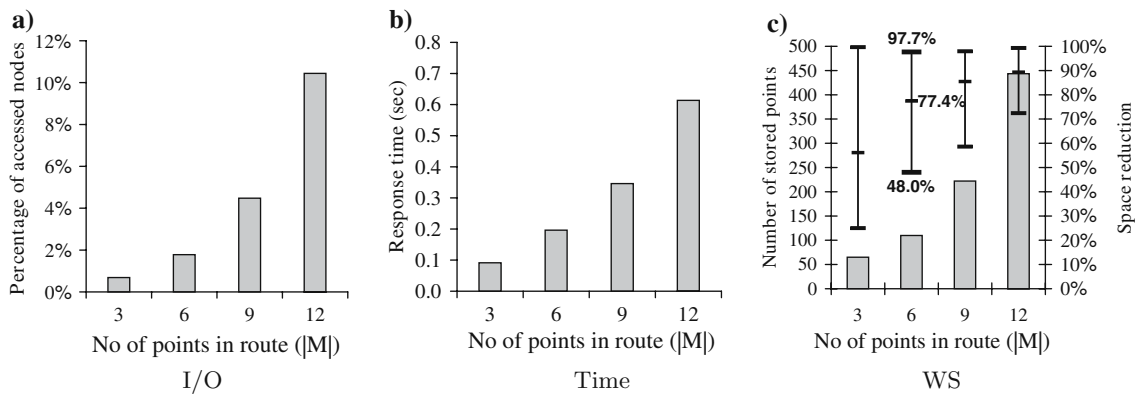 a)
Percentage of accessed nodes
12%
10%
8%
6%
4%
2%
0%
3 6 9 12
No of points in route (|M|)
I/O
b)
Response time (sec)
0.8
0.7
0.6
0.5
0.4
0.3
0.2
0.1
0.0
3 6 9 12
No of points in route (|M|)
Time
c)
Number of stored points
500
450
400
350
300
250
200
150
100
50
0
97.7%
77.4%
48.0%
100%
90%
80%
70%
60%
50%
40%
30%
20%
10%
0%
Space reduction
3 6 9 12
No of points in route (|M|)
WS